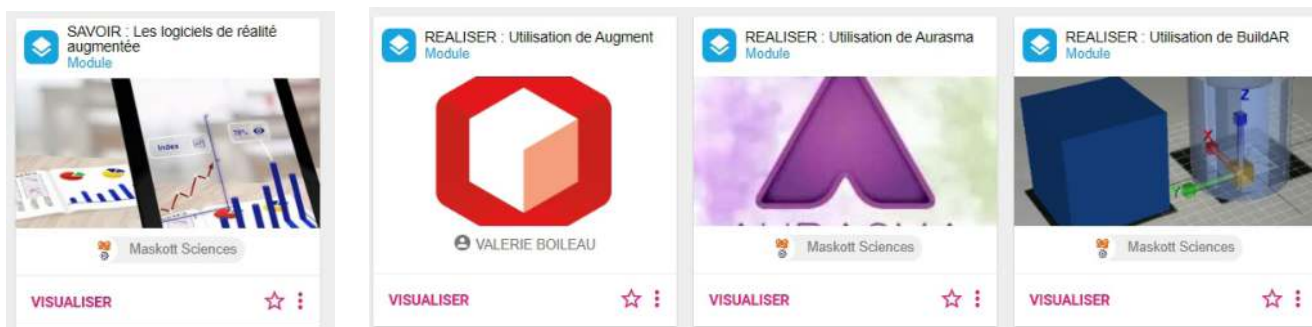 SAVOIR : Les logiciels de réalité
augmentée
Module
Index
Maskott Sciences
VISUALISER
REALISER : Utilisation de Augment
Module
VALERIE BOILEAU
VISUALISER
REALISER : Utilisation de Aurasma
Module
AURASMA
Maskott Sciences
VISUALISER
REALISER : Utilisation de BuildAR
Module
X
Y
Z
Maskott Sciences
VISUALISER